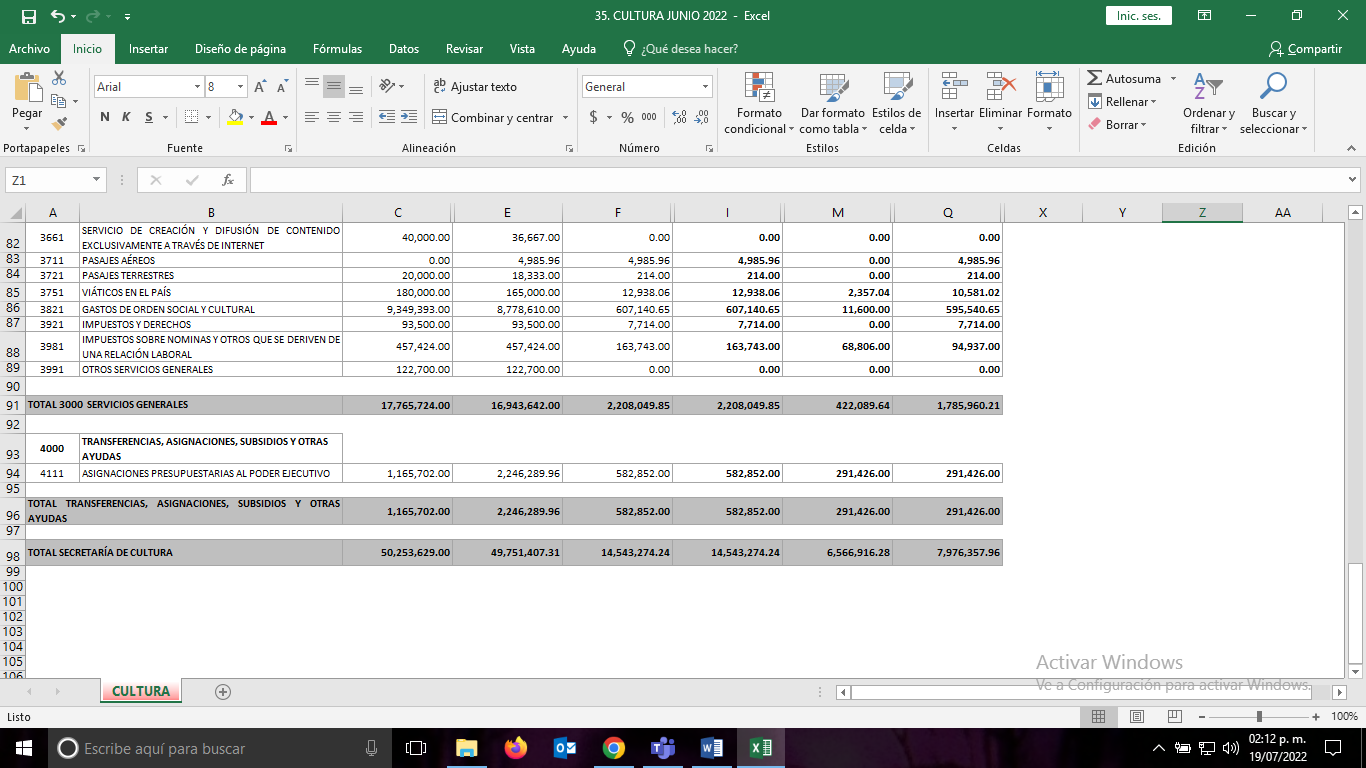 35. CULTURA JUNIO 2022 - Excel
Inic. ses.
Archivo Inicio Insertar Diseño de página Fórmulas Datos Revisar Vista Ayuda ¿Qué desea hacer? Compartir
Pegar
Arial 8
N K S
Ajustar texto
Combinar y centrar
General
$ % 000
Formato condicional
Dar formato como tabla
Estilos de celda
Insertar Eliminar Formato
Autosuma
Rellenar
Borrar
Ordenar y filtrar
Buscar y seleccionar
Portapapeles Fuente Alineación Número Estilos Celdas Edición
Z1 fx
A B C E F I M Q X Y Z AA
82 3661 SERVICIO DE CREACIÓN Y DIFUSIÓN DE CONTENIDO 40,000.00 36,667.00 0.00 0.00 0.00 0.00
EXCLUSIVAMENTE A TRAVÉS DE INTERNET
83 3711 PASAJES AÉREOS 0.00 4,985.96 4,985.96 4,985.96 0.00 4,985.96
84 3721 PASAJES TERRESTRES 20,000.00 18,333.00 214.00 214.00 0.00 214.00
85 3751 VIÁTICOS EN EL PAÍS 180,000.00 165,000.00 12,938.06 12,938.06 2,357.04 10,581.02
86 3821 GASTOS DE ORDEN SOCIAL Y CULTURAL 9,349,393.00 8,778,610.00 607,140.65 607,140.65 11,600.00 595,540.65
87 3921 IMPUESTOS Y DERECHOS 93,500.00 93,500.00 7,714.00 7,714.00 0.00 7,714.00
88 3981 IMPUESTOS SOBRE NOMINAS Y OTROS QUE SE DERIVEN DE 457,424.00 457,424.00 163,743.00 163,743.00 68,806.00 94,937.00
UNA RELACIÓN LABORAL
89 3991 OTROS SERVICIOS GENERALES 122,700.00 122,700.00 0.00 0.00 0.00 0.00
90
91 TOTAL 3000 SERVICIOS GENERALES 17,765,724.00 16,943,642.00 2,208,049.85 2,208,049.85 422,089.64 1,785,960.21
92
93 4000 TRANSFERENCIAS, ASIGNACIONES, SUBSIDIOS Y OTRAS
AYUDAS
94 4111 ASIGNACIONES PRESUPUESTARIAS AL PODER EJECUTIVO 1,165,702.00 2,246,289.96 582,852.00 582,852.00 291,426.00 291,426.00
95
96 TOTAL TRANSFERENCIAS, ASIGNACIONES, SUBSIDIOS Y OTRAS 1,165,702.00 2,246,289.96 582,852.00 582,852.00 291,426.00 291,426.00
AYUDAS
97
98 TOTAL SECRETARÍA DE CULTURA 50,253,629.00 49,751,407.31 14,543,274.24 14,543,274.24 6,566,916.28 7,976,357.96
99
100
101
102
103
104
105
106
Activar Windows
Ve a Configuración para activar Windows.
CULTURA
Listo
100%
Escribe aquí para buscar
02:12 p. m.
19/07/2022